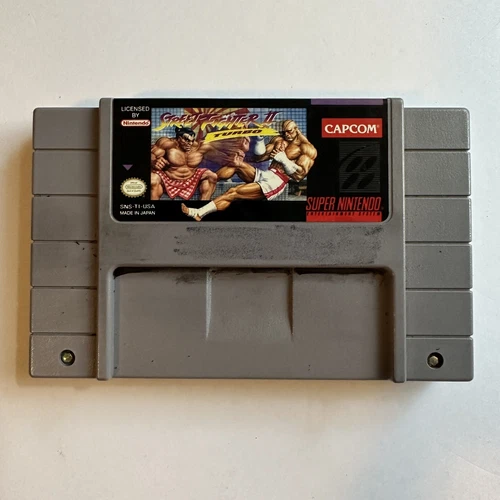 LICENSED
BY
Nintendo
STREET FIGHTER II
TURBO
CAPCOM
SNS-TI-USA
MADE IN JAPAN
SUPER NINTENDO
ENTERTAINMENT SYSTEM